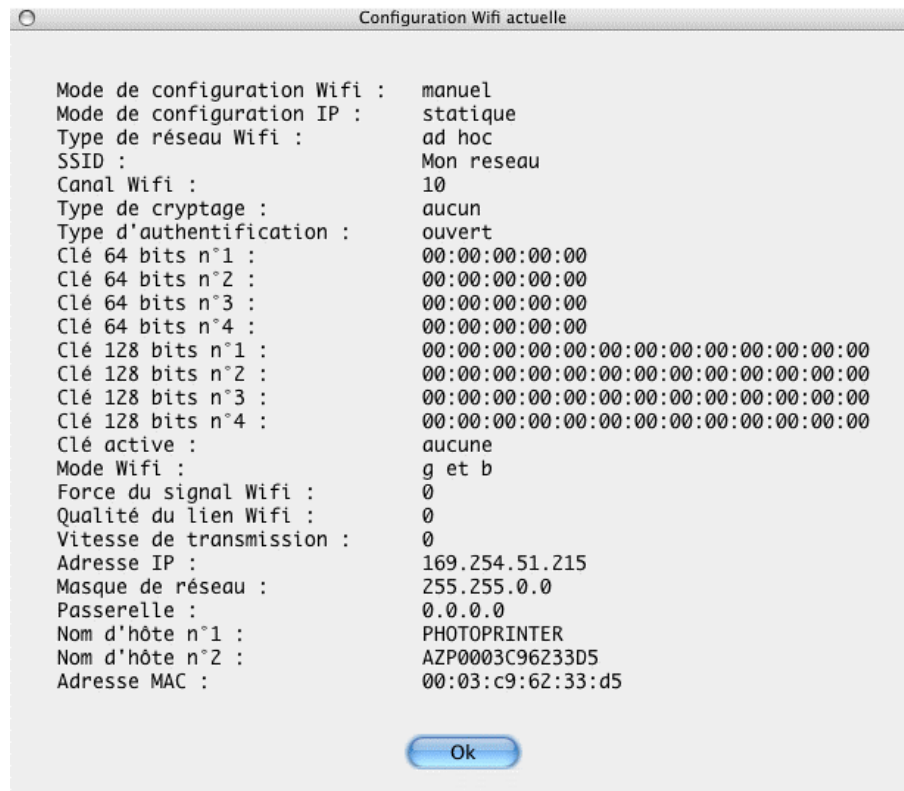 Configuration Wifi actuelle
Mode de configuration Wifi : manuel
Mode de configuration IP : statique
Type de réseau Wifi : ad hoc
SSID : Mon reseau
Canal Wifi : 10
Type de cryptage : aucun
Type d'authentification : ouvert
Clé 64 bits n°1 : 00:00:00:00:00
Clé 64 bits n°2 : 00:00:00:00:00
Clé 64 bits n°3 : 00:00:00:00:00
Clé 64 bits n°4 : 00:00:00:00:00
Clé 128 bits n°1 : 00:00:00:00:00:00:00:00:00:00:00:00:00
Clé 128 bits n°2 : 00:00:00:00:00:00:00:00:00:00:00:00:00
Clé 128 bits n°3 : 00:00:00:00:00:00:00:00:00:00:00:00:00
Clé 128 bits n°4 : 00:00:00:00:00:00:00:00:00:00:00:00:00
Clé active : aucune
Mode Wifi : g et b
Force du signal Wifi : 0
Qualité du lien Wifi : 0
Vitesse de transmission : 0
Adresse IP : 169.254.51.215
Masque de réseau : 255.255.0.0
Passerelle : 0.0.0.0
Nom d'hôte n°1 : PHOTOPRINTER
Nom d'hôte n°2 : AZP0003C96233D5
Adresse MAC : 00:03:c9:62:33:d5
Ok